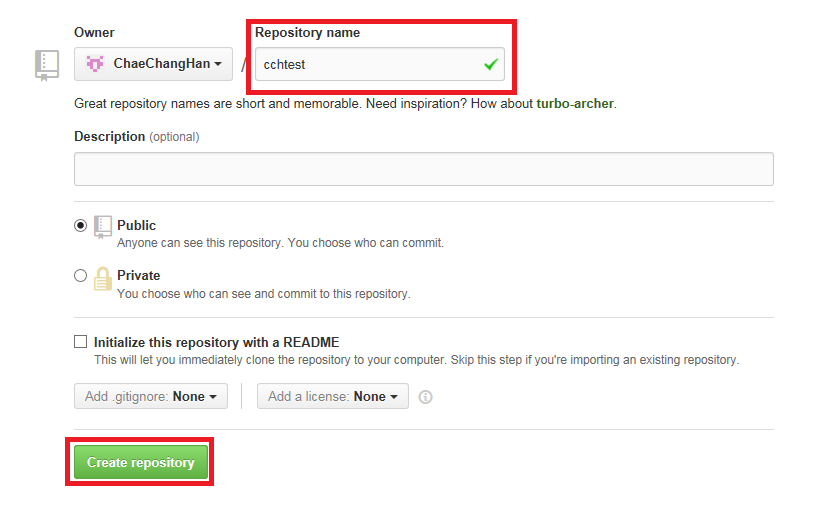 Owner
Repository name
ChaeChangHan
/
cchtest
Great repository names are short and memorable. Need inspiration? How about turbo-archer.
Description (optional)
Public
Anyone can see this repository. You choose who can commit.
Private
You choose who can see and commit to this repository.
Initialize this repository with a README
This will let you immediately clone the repository to your computer. Skip this step if you're importing an existing repository.
Add .gitignore: None
Add a license: None
Create repository